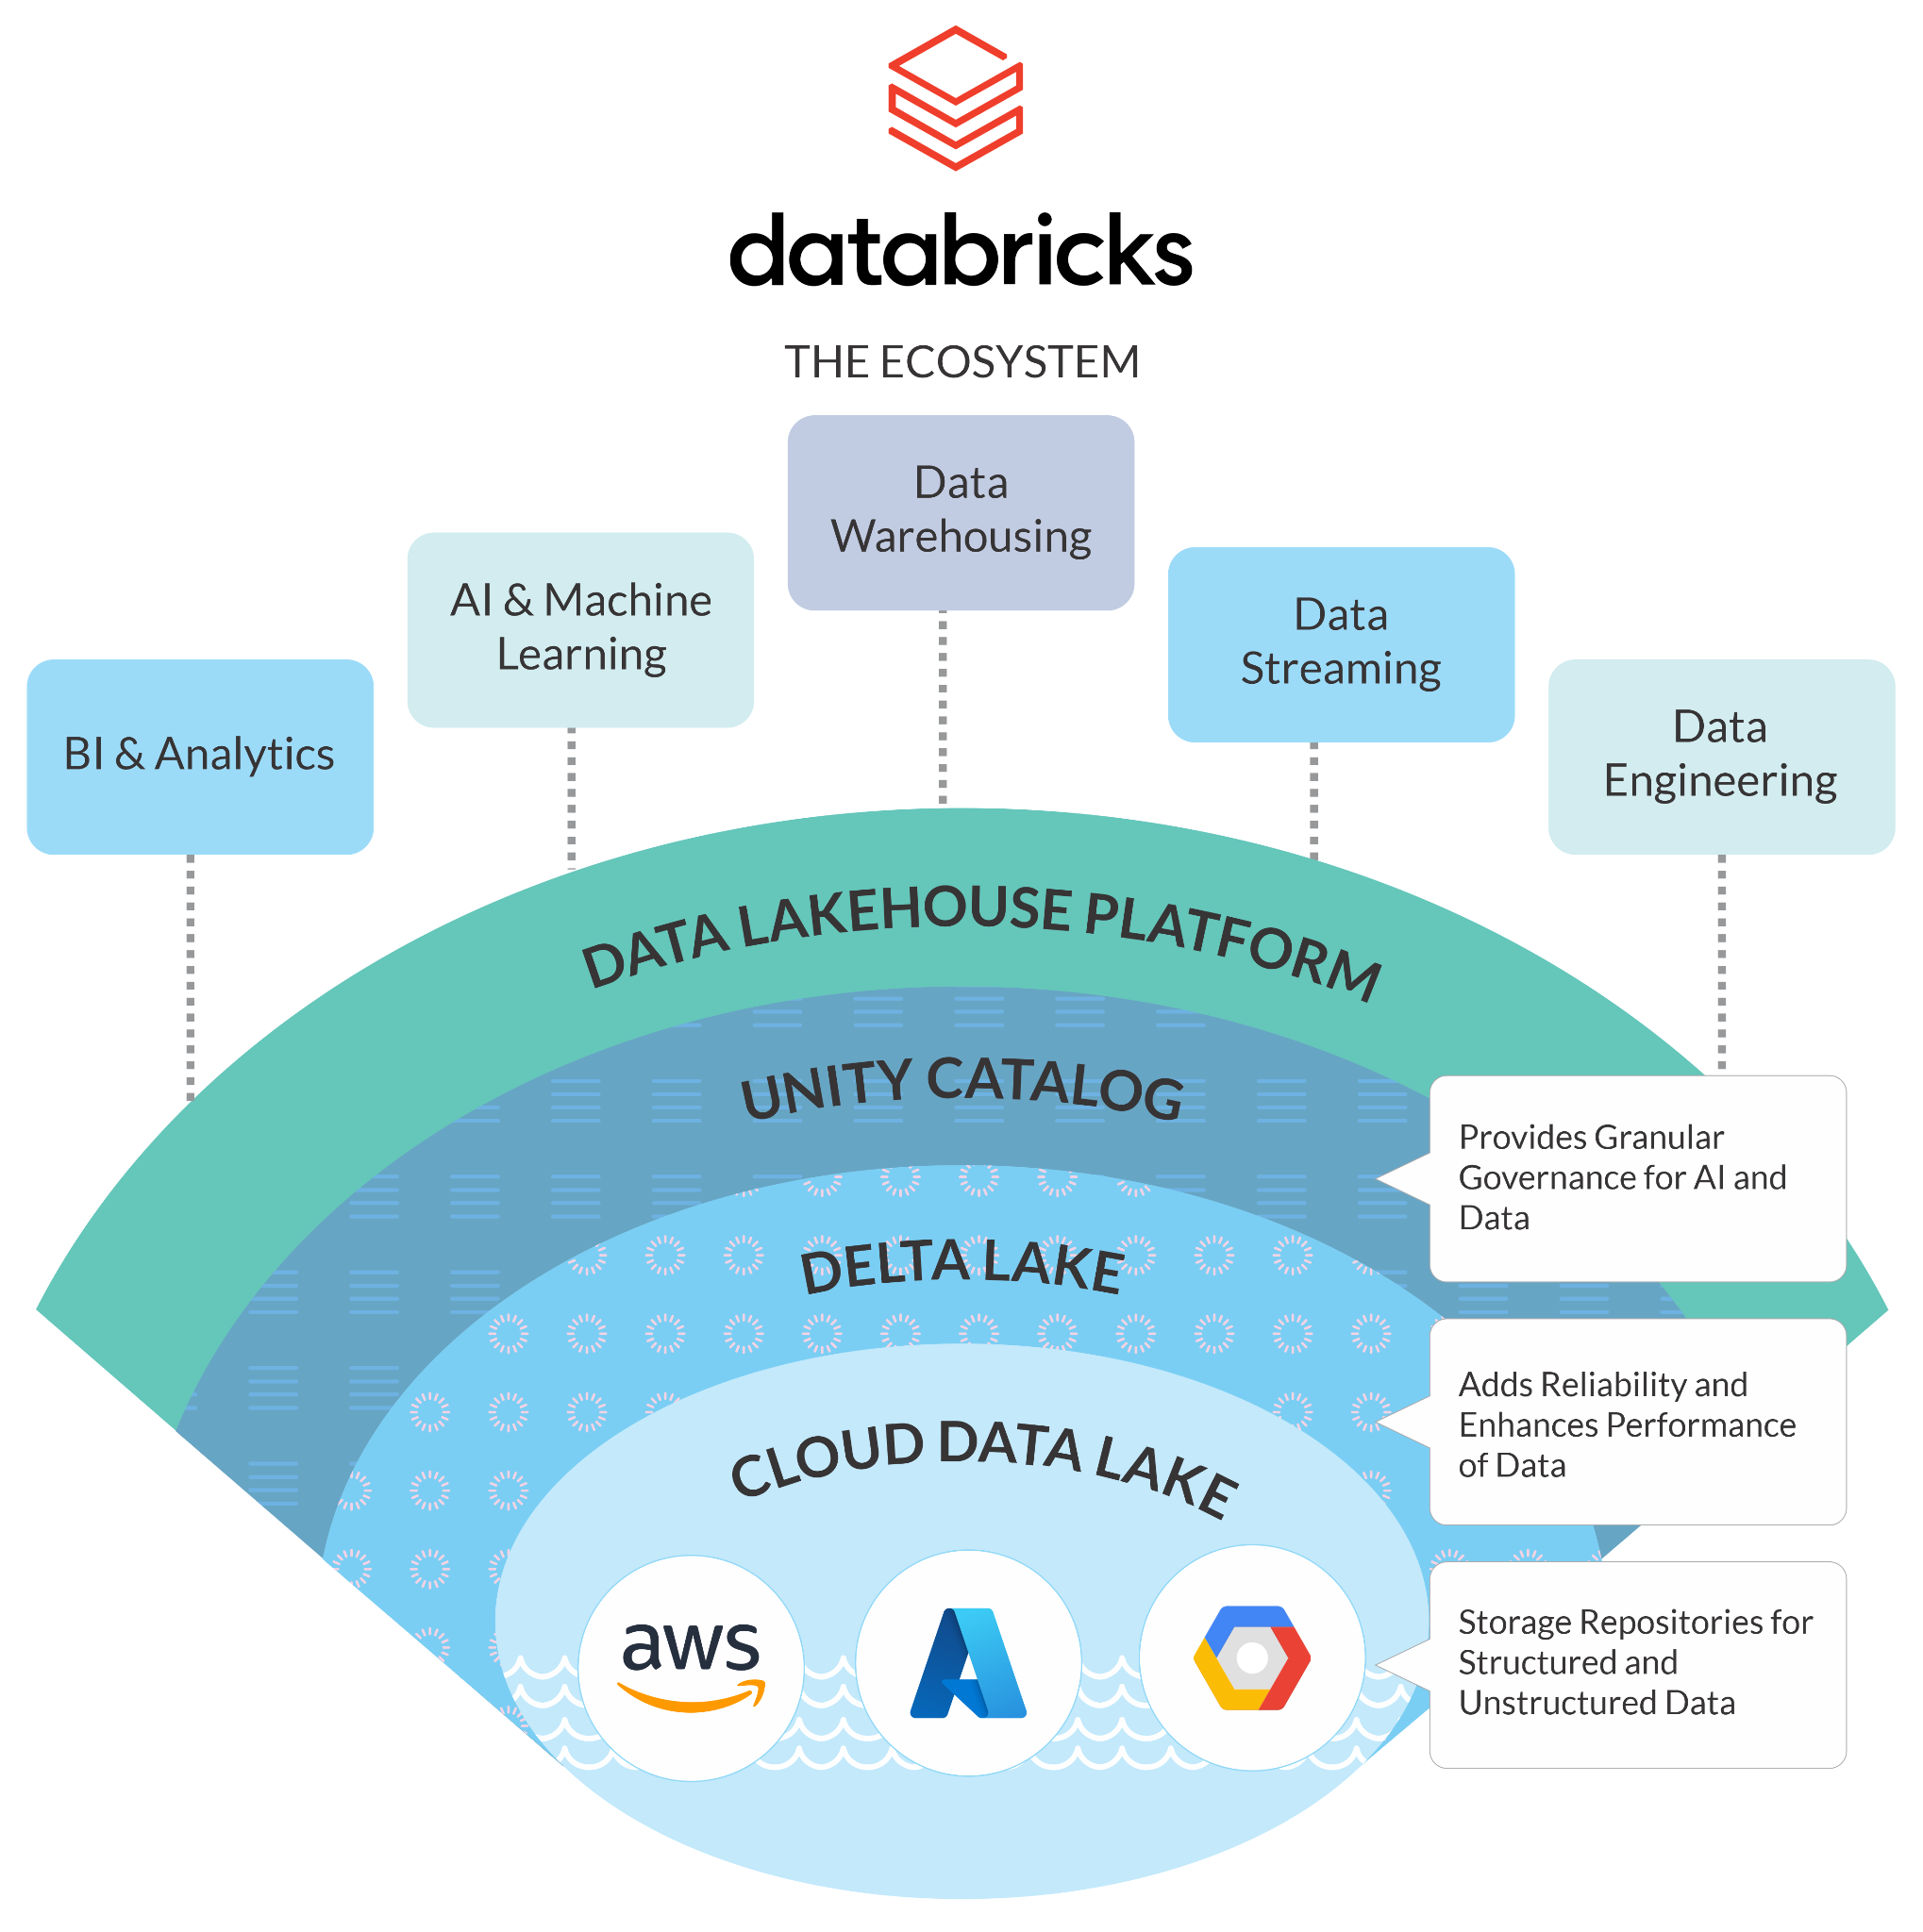 databricks
THE ECOSYSTEM
Data
Warehousing
AI & Machine
Learning
Data
Streaming
BI & Analytics
Data
Engineering
DATA LAKEHOUSE PLATFORM
UNITY CATALOG
Provides Granular
Governance for AI and
Data
DELTA LAKE
Adds Reliability and
Enhances Performance
of Data
CLOUD DATA LAKE
aws
Storage Repositories for
Structured and
Unstructured Data